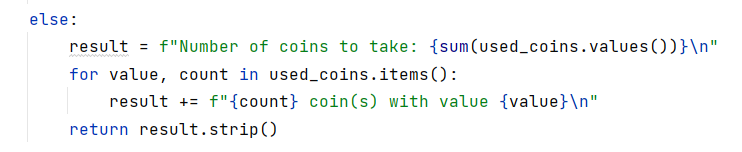 else:
    result = f"Number of coins to take: {sum(used_coins.values())}\n"
    for value, count in used_coins.items():
        result += f"{count} coin(s) with value {value}\n"
    return result.strip()